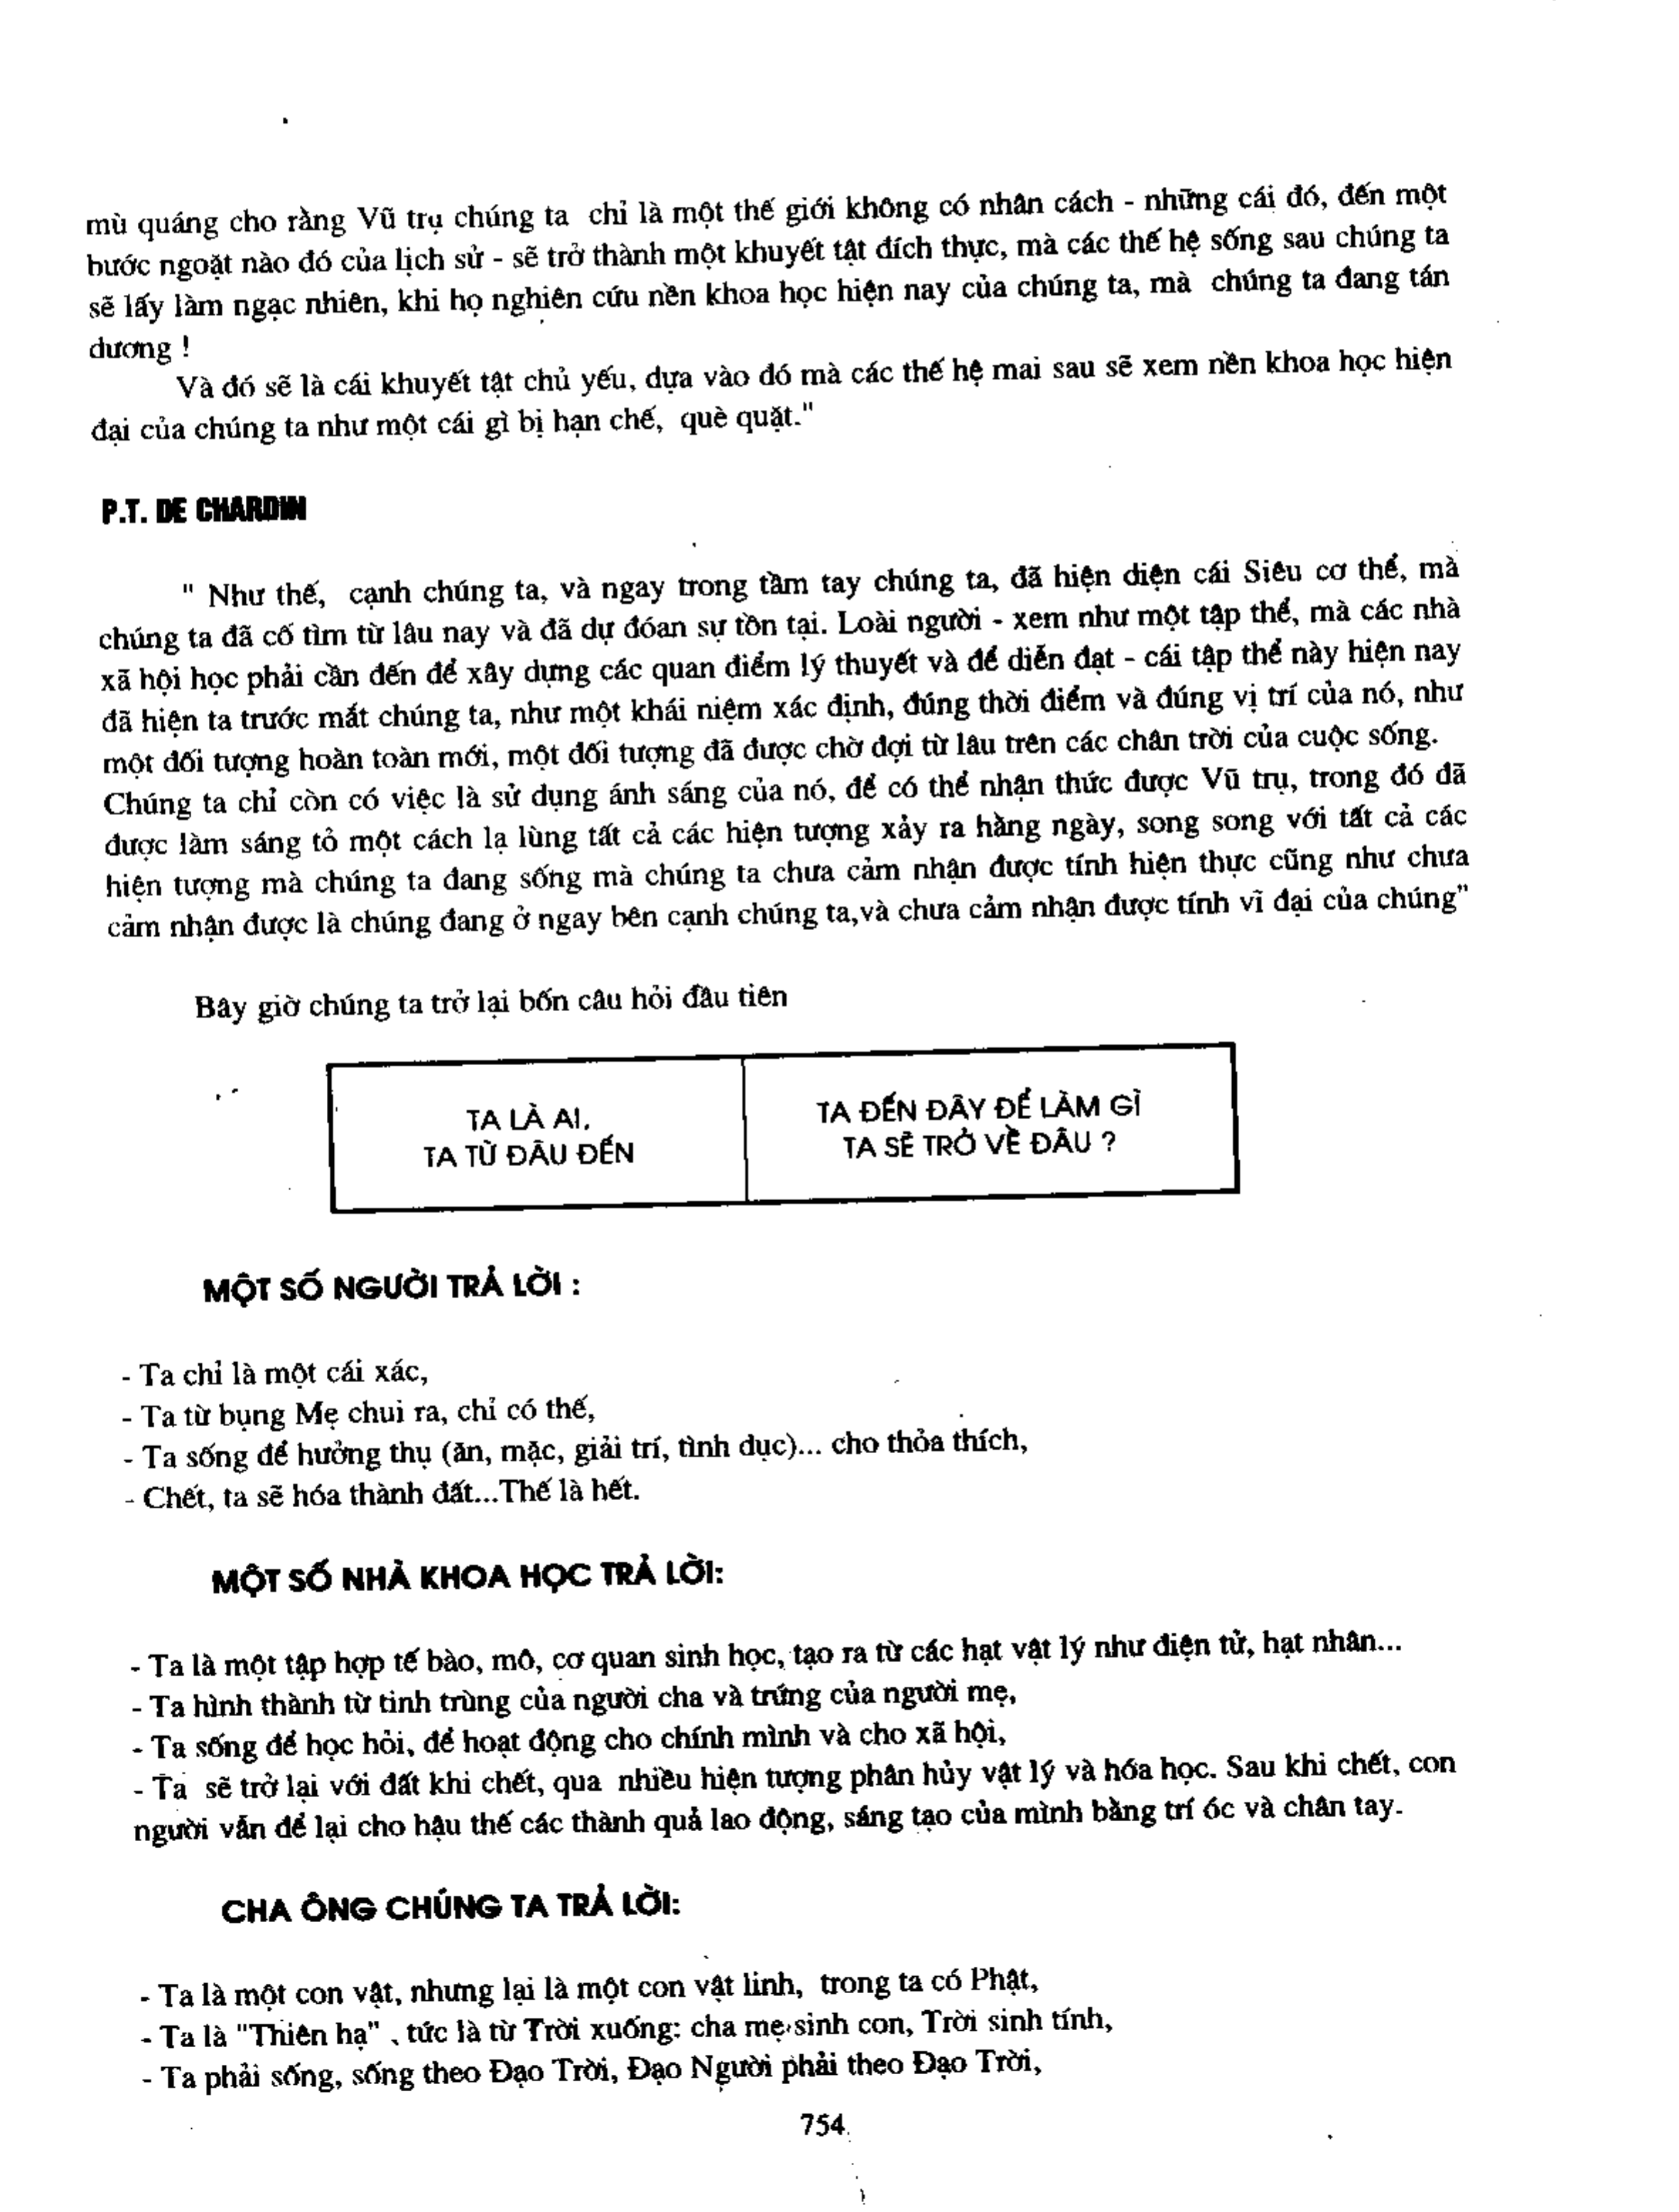 mù quáng cho rằng Vũ trụ chúng ta chỉ là một thế giới không có nhân cách - những cái đó, đến một
bước ngoặt nào đó của lịch sử - sẽ trở thành một khuyết tật đích thực, mà các thế hệ sống sau chúng ta
sẽ lấy làm ngạc nhiên, khi họ nghiên cứu nền khoa học hiện nay của chúng ta, mà chúng ta đang tán
dương !
Và đó sẽ là cái khuyết tật chủ yếu, dựa vào đó mà các thế hệ mai sau sẽ xem nền khoa học hiện
đại của chúng ta như một cái gì bị hạn chế, què quặt."
P.T. DE CHARDIN
" Như thế, cạnh chúng ta, và ngay trong tầm tay chúng ta, đã hiện diện cái Siêu cơ thể, mà
chúng ta đã cố tìm từ lâu nay và đã dự đóan sự tồn tại. Loài người - xem như một tập thể, mà các nhà
xã hội học phải cần đến để xây dựng các quan điểm lý thuyết và để diễn đạt - cái tập thể này hiện nay
đã hiện ta trước mắt chúng ta, như một khái niệm xác định, đúng thời điểm và đúng vị trí của nó, như
một đối tượng hoàn toàn mới, một đối tượng đã được chờ đợi từ lâu trên các chân trời của cuộc sống.
Chúng ta chỉ còn có việc là sử dụng ánh sáng của nó, để có thể nhận thức được Vũ trụ, trong đó đã
được làm sáng tỏ một cách lạ lùng tất cả các hiện tượng xảy ra hằng ngày, song song với tất cả các
hiện tượng mà chúng ta đang sống mà chúng ta chưa cảm nhận được tính hiện thực cũng như chưa
cảm nhận được là chúng đang ở ngay bên cạnh chúng ta,và chưa cảm nhận được tính vĩ đại của chúng"
Bây giờ chúng ta trở lại bốn câu hỏi đầu tiên
TA LÀ AI,
TA TỪ ĐÂU ĐẾN
TA ĐẾN ĐÂY ĐỂ LÀM GÌ
TA SẼ TRỞ VỀ ĐÂU ?
MỘT SỐ NGƯỜI TRẢ LỜI :
- Ta chỉ là một cái xác,
- Ta từ bụng Mẹ chui ra, chỉ có thế,
- Ta sống để hưởng thụ (ăn, mặc, giải trí, tình dục)... cho thỏa thích,
- Chết, ta sẽ hóa thành đất...Thế là hết.
MỘT SỐ NHÀ KHOA HỌC TRẢ LỜI:
- Ta là một tập hợp tế bào, mô, cơ quan sinh học, tạo ra từ các hạt vật lý như điện tử, hạt nhân...
- Ta hình thành từ tinh trùng của người cha và trứng của người mẹ,
- Ta sống để học hỏi, để hoạt động cho chính mình và cho xã hội,
- Ta sẽ trở lại với đất khi chết, qua nhiều hiện tượng phân hủy vật lý và hóa học. Sau khi chết, con
người vẫn để lại cho hậu thế các thành quả lao động, sáng tạo của mình bằng trí óc và chân tay.
CHA ÔNG CHÚNG TA TRẢ LỜI:
- Ta là một con vật, nhưng lại là một con vật linh, trong ta có Phật,
- Ta là "Thiên hạ" , tức là từ Trời xuống: cha mẹ sinh con, Trời sinh tính,
- Ta phải sống, sống theo Đạo Trời, Đạo Người phải theo Đạo Trời,
754